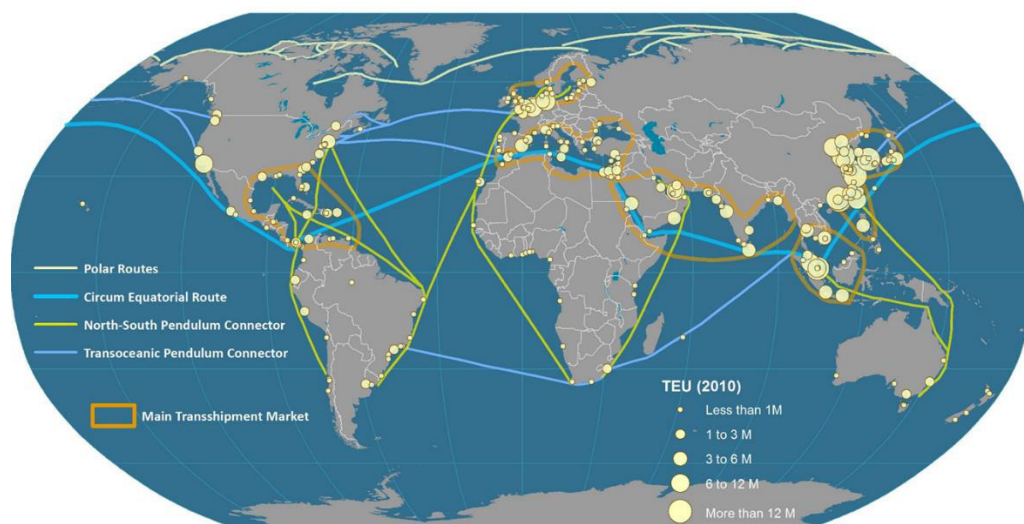 Polar Routes
Circum Equatorial Route
North-South Pendulum Connector
Transoceanic Pendulum Connector
Main Transshipment Market
TEU (2010)
Less than 1M
1 to 3 M
3 to 6 M
6 to 12 M
More than 12 M